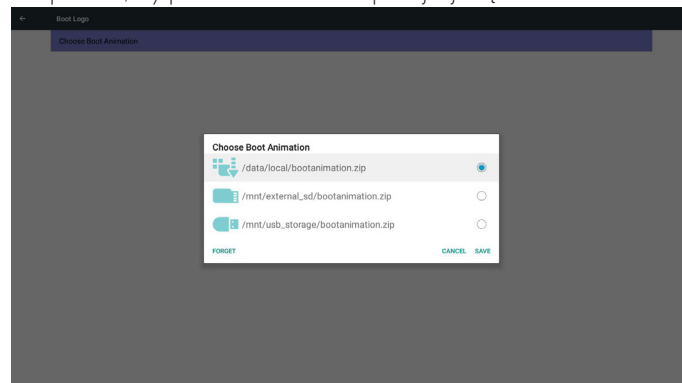 Boot Logo
Choose Boot Animation
Choose Boot Animation
/data/local/bootanimation.zip
/mnt/external_sd/bootanimation.zip
/mnt/usb_storage/bootanimation.zip
FORGET CANCEL SAVE